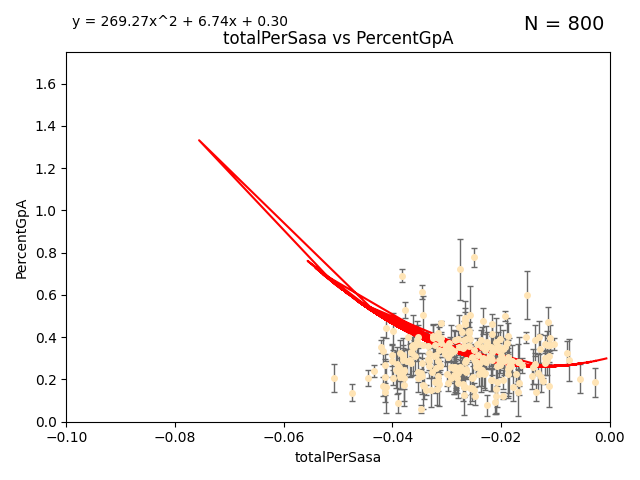 y = 269.27x^2 + 6.74x + 0.30
N = 800
totalPerSasa vs PercentGpA
PercentGpA
1.6
1.4
1.2
1.0
0.8
0.6
0.4
0.2
0.0
−0.10 −0.08 −0.06 −0.04 −0.02 0.00
totalPerSasa